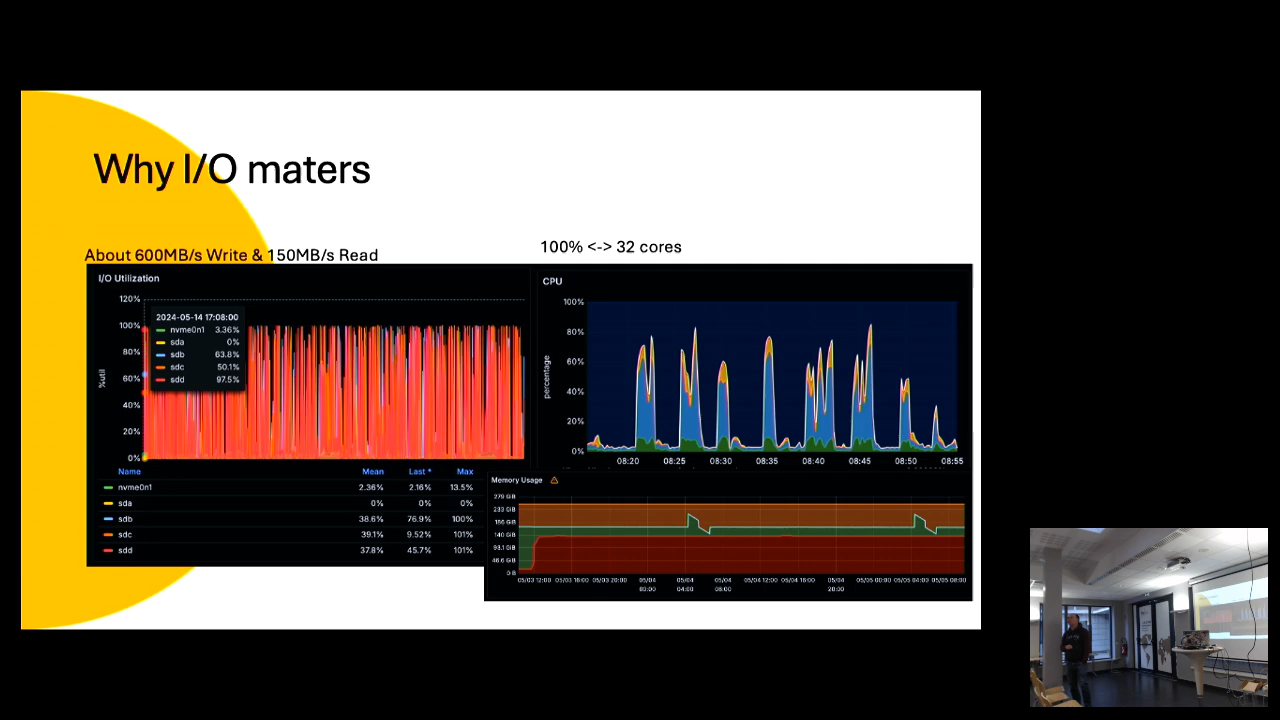 Why I/O maters
About 600MB/s Write & 150MB/s Read
100% <-> 32 cores
I/O Utilization
120%
100%
80%
60%
40%
20%
0%
%util
2024-05-14 17:08:00
nvme0n1 3.36%
sda 0%
sdb 63.8%
sdc 50.1%
sdd 97.5%
Name Mean Last * Max
nvme0n1 2.36% 2.16% 13.5%
sda 0% 0% 0%
sdb 38.6% 76.9% 100%
sdc 39.1% 9.52% 101%
sdd 37.8% 45.7% 101%
CPU
100%
80%
60%
40%
20%
0%
percentage
08:20 08:25 08:30 08:35 08:40 08:45 08:50 08:55
Memory Usage
279 GiB
233 GiB
186 GiB
140 GiB
93.1 GiB
46.6 GiB
0 B
05/03 12:00 05/03 16:00 05/03 20:00 05/04 00:00 05/04 04:00 05/04 08:00 05/04 12:00 05/04 16:00 05/04 20:00 05/05 00:00 05/05 04:00 05/05 08:00